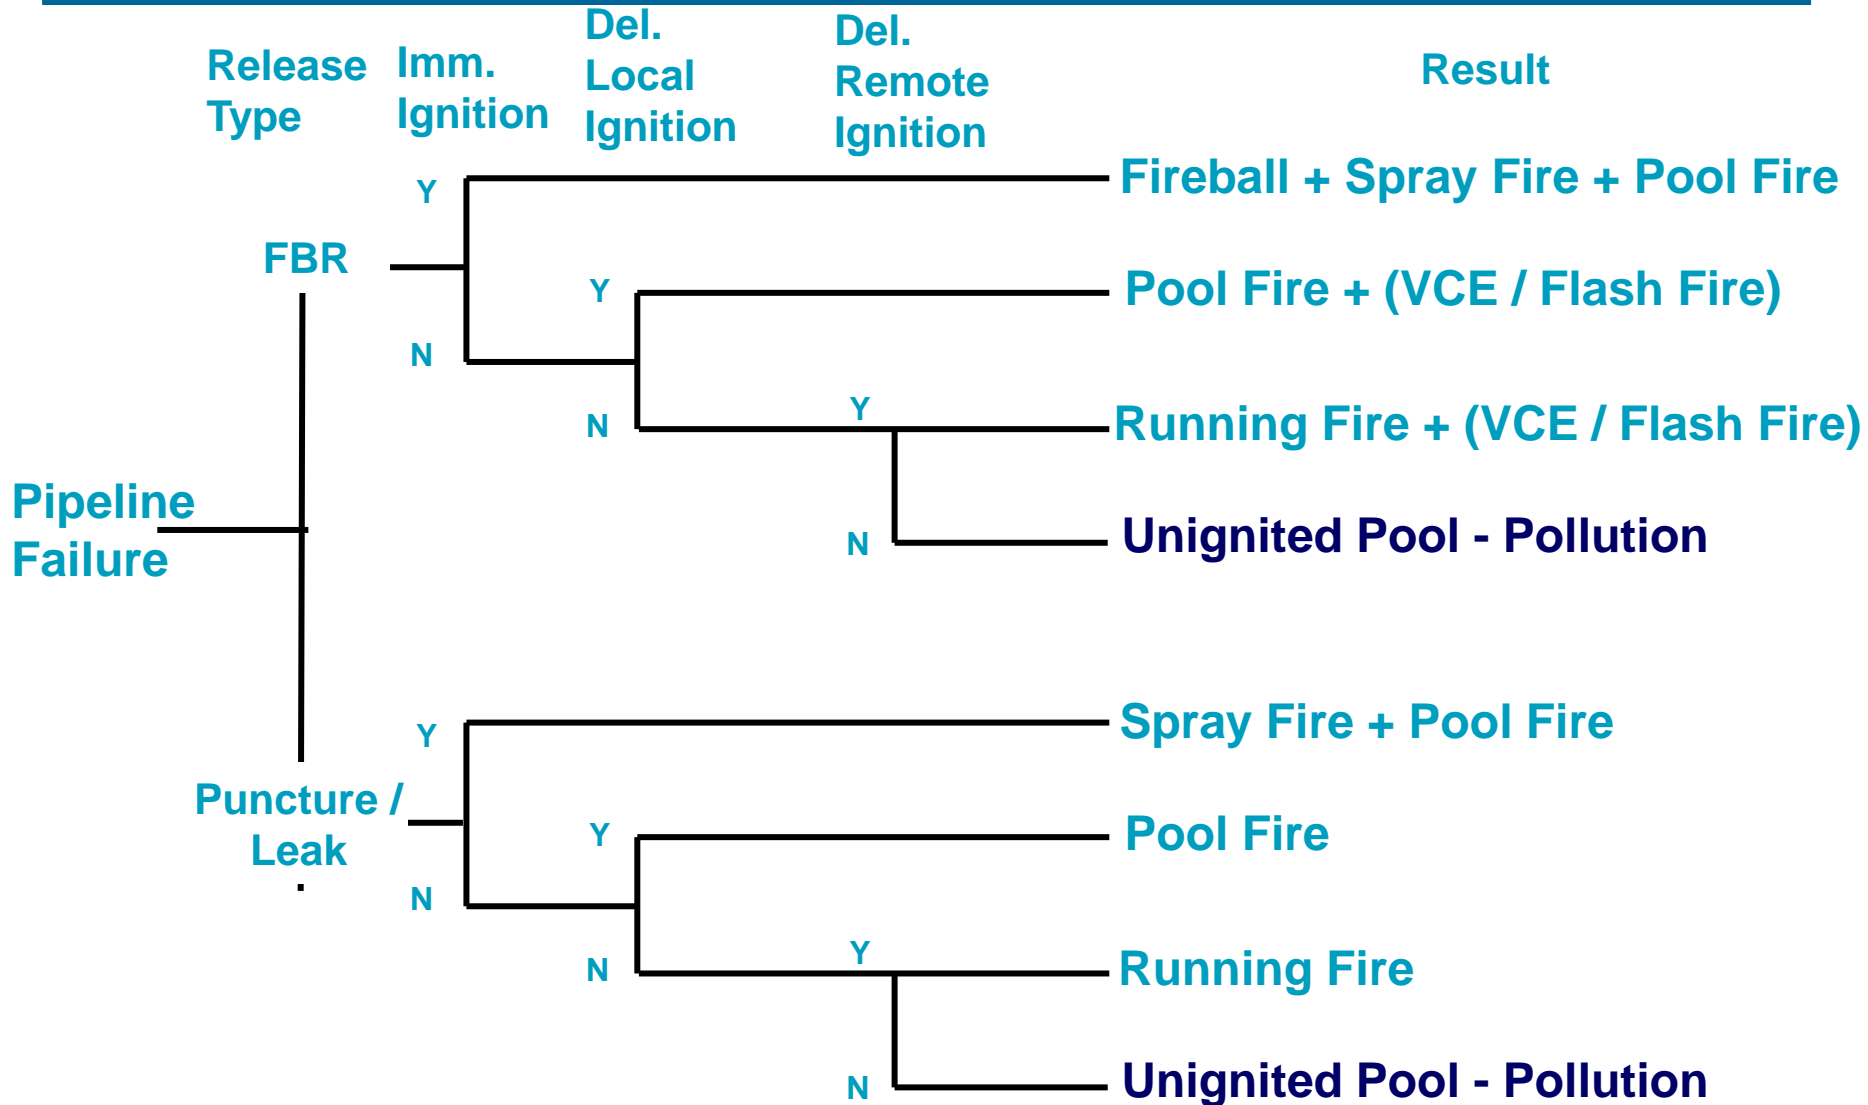 Release
Type
Imm.
Ignition
Del.
Local
Ignition
Del.
Remote
Ignition
Result
Y
Fireball + Spray Fire + Pool Fire
FBR
Y
Pool Fire + (VCE / Flash Fire)
N
Y
Running Fire + (VCE / Flash Fire)
N
Pipeline
Failure
N
Unignited Pool - Pollution
Y
Spray Fire + Pool Fire
Puncture /
Leak
Y
Pool Fire
N
Y
Running Fire
N
N
Unignited Pool - Pollution